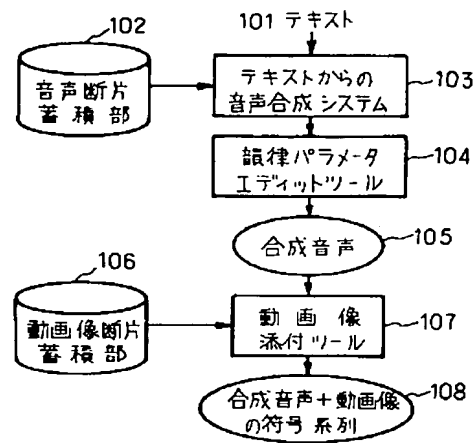 101 テキスト
102
音声断片
蓄積部
テキストからの
音声合成システム
103
韻律パラメータ
エディットツール
104
合成音声
105
106
動画像断片
蓄積部
動画像
添付ツール
107
合成音声+動画像
の符号系列
108